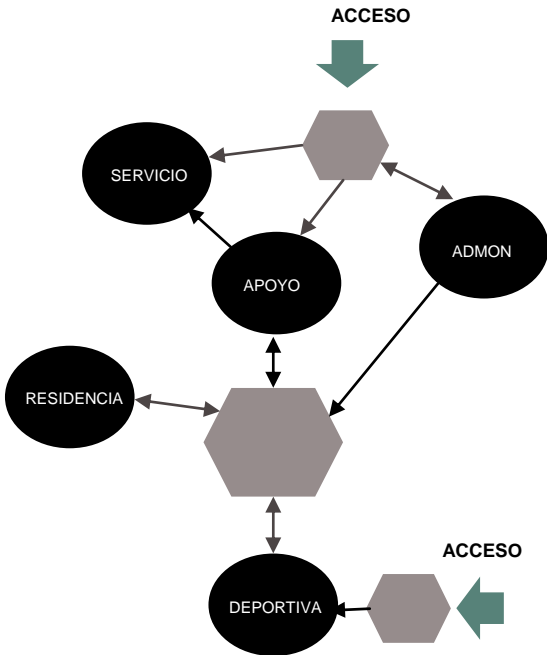 ACCESO
SERVICIO
ADMON
APOYO
RESIDENCIA
ACCESO
DEPORTIVA